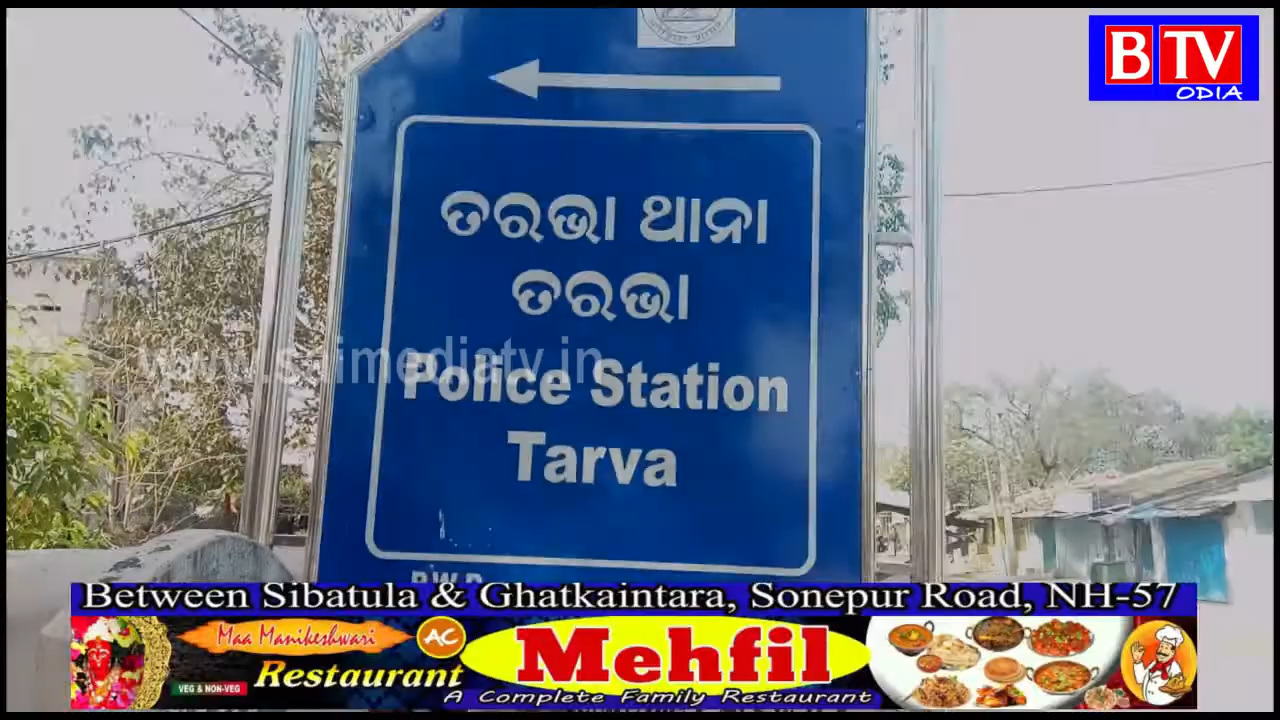 B TV
ODIA
ତରଭା ଥାନା
ତରଭା
Police Station
Tarva
Between Sibatula & Ghatkaintara, Sonepur Road, NH-57
Maa Manikeshwari
AC
Restaurant
VEG & NON-VEG
Mehfil
A Complete Family Restaurant